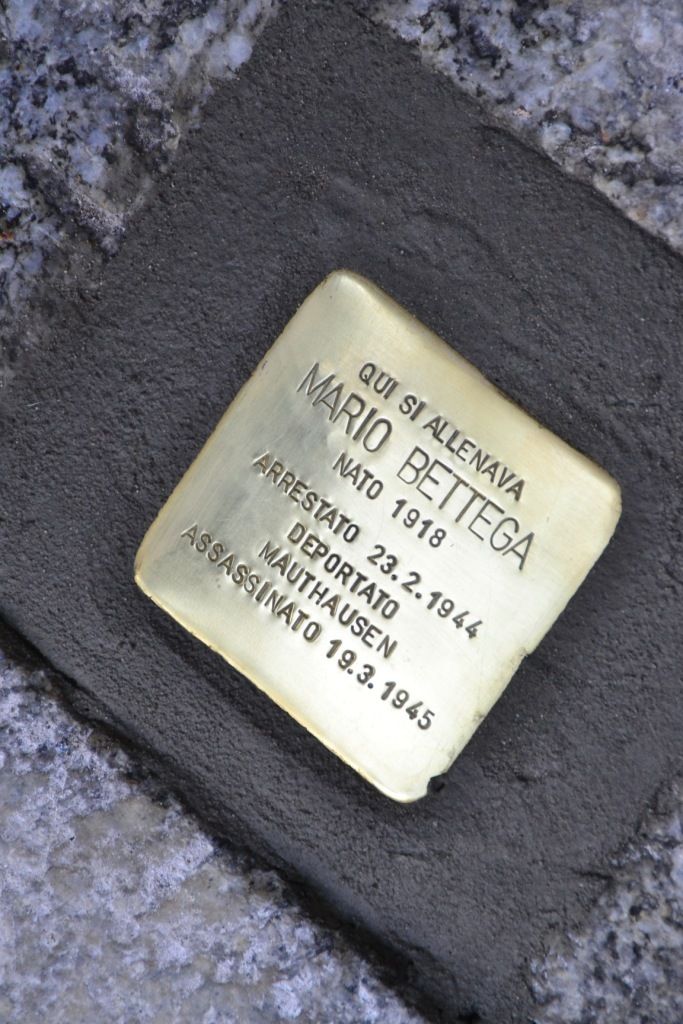 QUI SI ALLENAVA
MARIO BETTEGA
NATO 1918
ARRESTATO 23.2.1944
DEPORTATO
MAUTHAUSEN
ASSASSINATO 19.3.1945